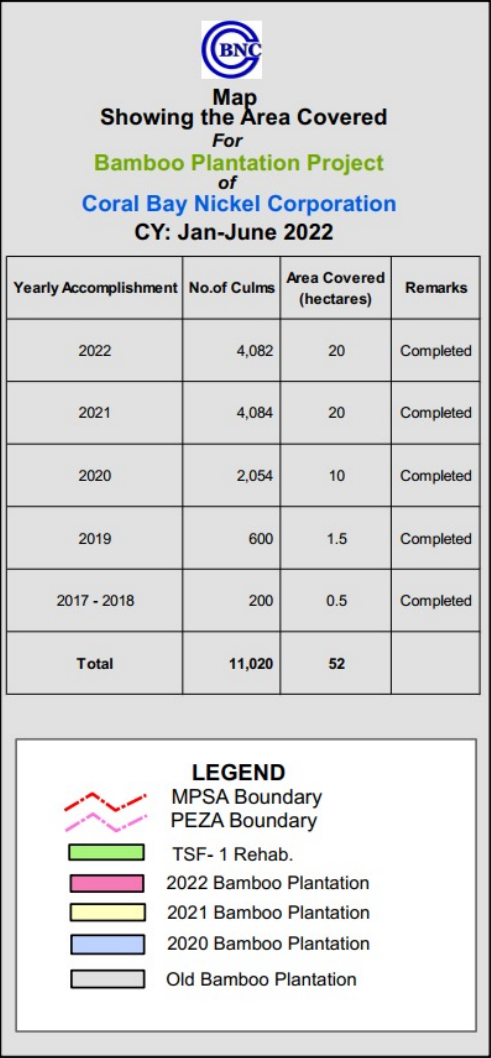 CBNC
Map
Showing the Area Covered
For
Bamboo Plantation Project
of
Coral Bay Nickel Corporation
CY: Jan-June 2022
Yearly Accomplishment No.of Culms Area Covered (hectares) Remarks
2022 4,082 20 Completed
2021 4,084 20 Completed
2020 2,054 10 Completed
2019 600 1.5 Completed
2017 - 2018 200 0.5 Completed
Total 11,020 52
LEGEND
MPSA Boundary
PEZA Boundary
TSF- 1 Rehab.
2022 Bamboo Plantation
2021 Bamboo Plantation
2020 Bamboo Plantation
Old Bamboo Plantation